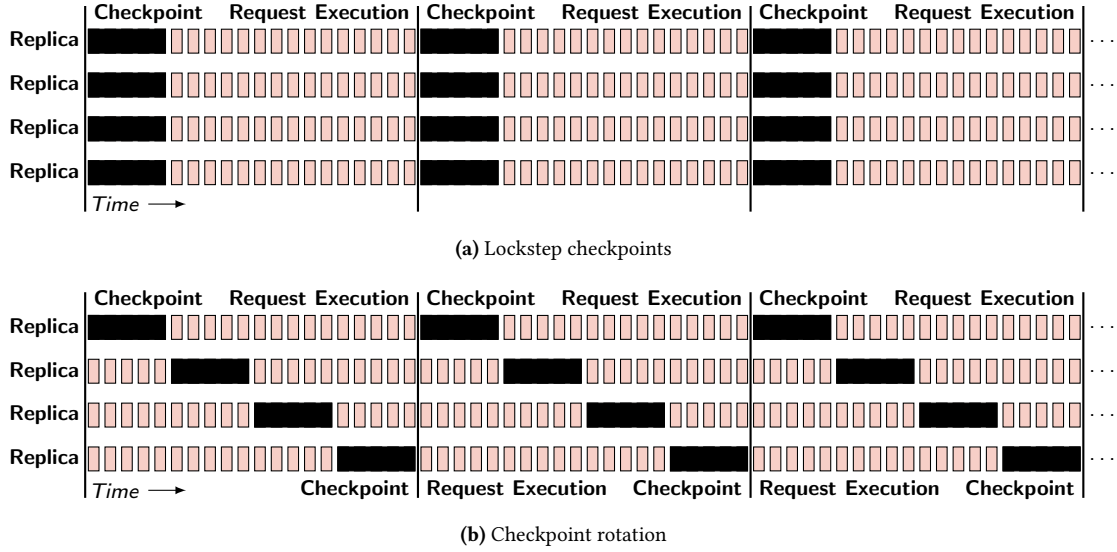 Checkpoint Request Execution Checkpoint Request Execution Checkpoint Request Execution
Replica ...
Replica ...
Replica ...
Replica ...
Time
(a) Lockstep checkpoints
Checkpoint Request Execution Checkpoint Request Execution Checkpoint Request Execution
Replica ...
Replica ...
Replica ...
Replica ...
Time Checkpoint Request Execution Checkpoint Request Execution Checkpoint
(b) Checkpoint rotation